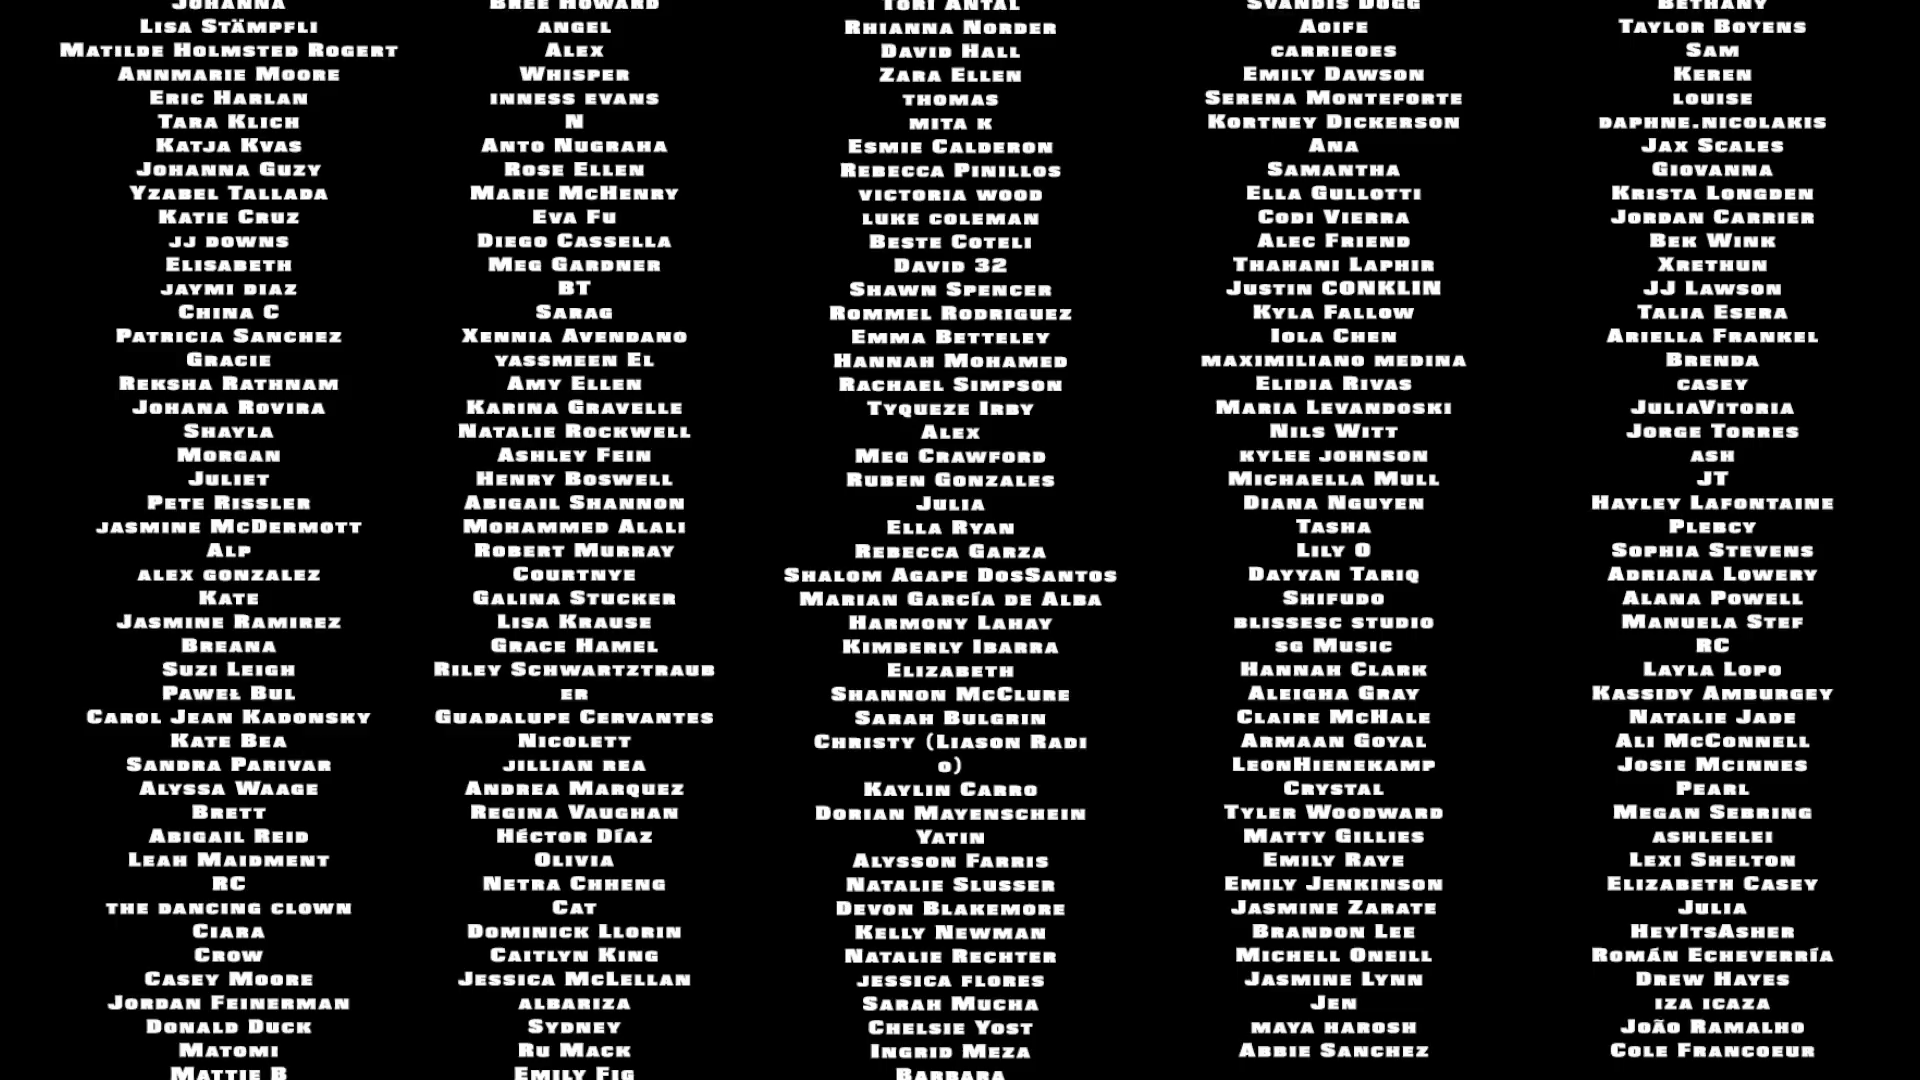 Johanna
Lisa Stämpfli
Matilde Holmsted Rogert
Annmarie Moore
Eric Harlan
Tara Klich
Katja Kvas
Johanna Guzy
Yzabel Tallada
Katie Cruz
jj downs
Elisabeth
jaymi diaz
China C
Patricia Sanchez
Gracie
Reksha Rathnam
Johana Rovira
Shayla
Morgan
Juliet
Pete Rissler
jasmine McDermott
Alp
alex gonzalez
Kate
Jasmine Ramirez
Breana
Suzi Leigh
Paweł Bul
Carol Jean Kadonsky
Kate Bea
Sandra Parivar
Alyssa Waage
Brett
Abigail Reid
Leah Maidment
RC
the dancing clown
Ciara
Crow
Casey Moore
Jordan Feinerman
Donald Duck
Matomi
Mattie B
Bree Howard
angel
Alex
Whisper
inness evans
N
Anto Nugraha
Rose Ellen
Marie McHenry
Eva Fu
Diego Cassella
Meg Gardner
BT
Sarag
Xennia Avendano
yassmeen El
Amy Ellen
Karina Gravelle
Natalie Rockwell
Ashley Fein
Henry Boswell
Abigail Shannon
Mohammed Alali
Robert Murray
Courtnye
Galina Stucker
Lisa Krause
Grace Hamel
Riley Schwartztraub
er
Guadalupe Cervantes
Nicolett
jillian rea
Andrea Marquez
Regina Vaughan
Héctor Díaz
Olivia
Netra Chheng
Cat
Dominick Llorin
Caitlyn King
Jessica McLellan
albariza
Sydney
Ru Mack
Emily Fig
Tori Antal
Rhianna Norder
David Hall
Zara Ellen
thomas
mita k
Esmie Calderon
Rebecca Pinillos
victoria wood
luke coleman
Beste Coteli
David 32
Shawn Spencer
Rommel Rodriguez
Emma Betteley
Hannah Mohamed
Rachael Simpson
Tyqueze Irby
Alex
Meg Crawford
Ruben Gonzales
Julia
Ella Ryan
Rebecca Garza
Shalom Agape DosSantos
Marian García de Alba
Harmony Lahay
Kimberly Ibarra
Elizabeth
Shannon McClure
Sarah Bulgrin
Christy (Liason Radi
o)
Kaylin Carro
Dorian Mayenschein
Yatin
Alysson Farris
Natalie Slusser
Devon Blakemore
Kelly Newman
Natalie Rechter
jessica flores
Sarah Mucha
Chelsie Yost
Ingrid Meza
Barbara
Svandis Dogg
Aoife
carrieoes
Emily Dawson
Serena Monteforte
Kortney Dickerson
Ana
Samantha
Ella Gullotti
Codi Vierra
Alec Friend
Thahani Laphir
Justin CONKLIN
Kyla Fallow
Iola Chen
maximiliano medina
Elidia Rivas
Maria Levandoski
Nils Witt
kylee johnson
Michaella Mull
Diana Nguyen
Tasha
Lily O
Dayyan Tariq
Shifudo
blissesc studio
sg Music
Hannah Clark
Aleigha Gray
Claire McHale
Armaan Goyal
LeonHienekamp
Crystal
Tyler Woodward
Matty Gillies
Emily Raye
Emily Jenkinson
Jasmine Zarate
Brandon Lee
Michell Oneill
Jasmine Lynn
Jen
maya harosh
Abbie Sanchez
Bethany
Taylor Boyens
Sam
Keren
louise
daphne.nicolakis
Jax Scales
Giovanna
Krista Longden
Jordan Carrier
Bek Wink
Xrethun
JJ Lawson
Talia Esera
Ariella Frankel
Brenda
casey
JuliaVitoria
Jorge Torres
ash
JT
Hayley Lafontaine
Plebcy
Sophia Stevens
Adriana Lowery
Alana Powell
Manuela Stef
RC
Layla Lopo
Kassidy Amburgey
Natalie Jade
Ali McConnell
Josie Mcinnes
Pearl
Megan Sebring
ashleelei
Lexi Shelton
Elizabeth Casey
Julia
HeyItsAsher
Román Echeverría
Drew Hayes
iza icaza
João Ramalho
Cole Francoeur